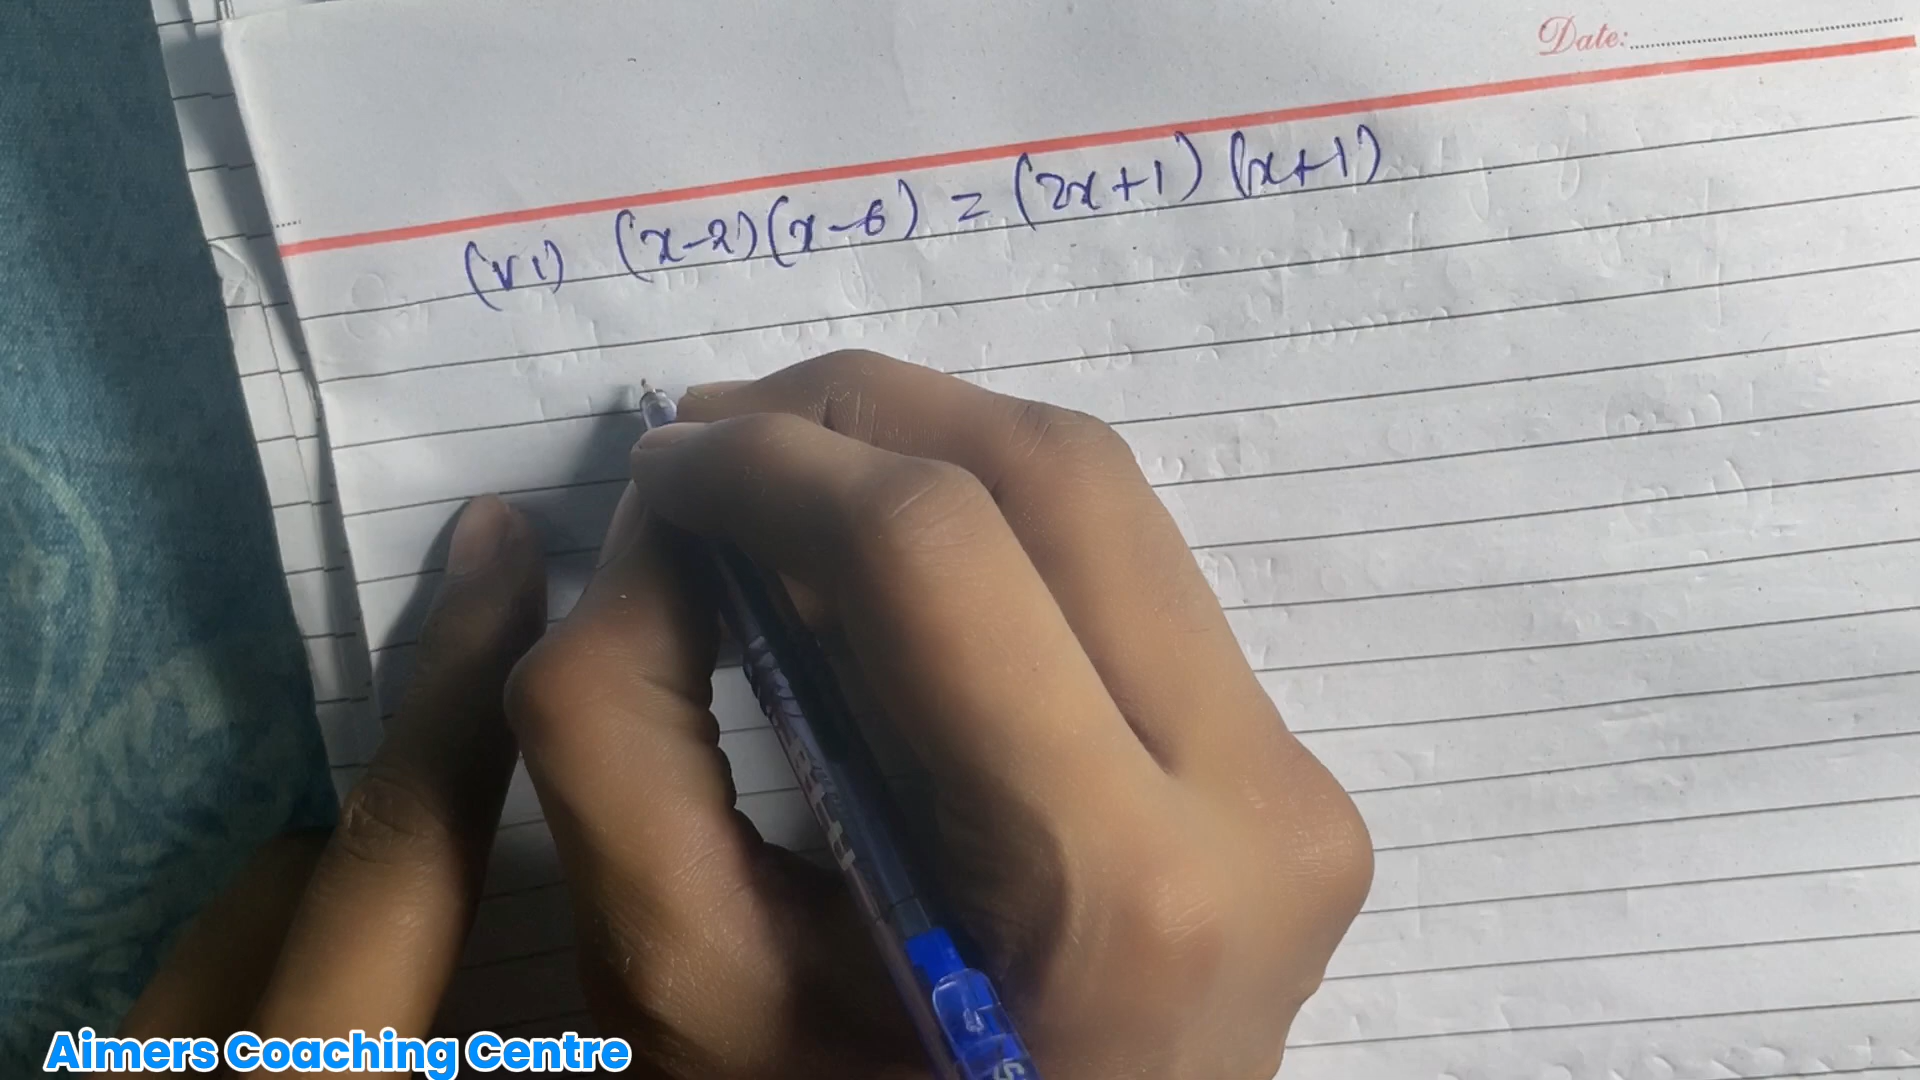 Date:
(vi) (x-2)(x-6) = (2x+1) (x+1)
Aimers Coaching Centre